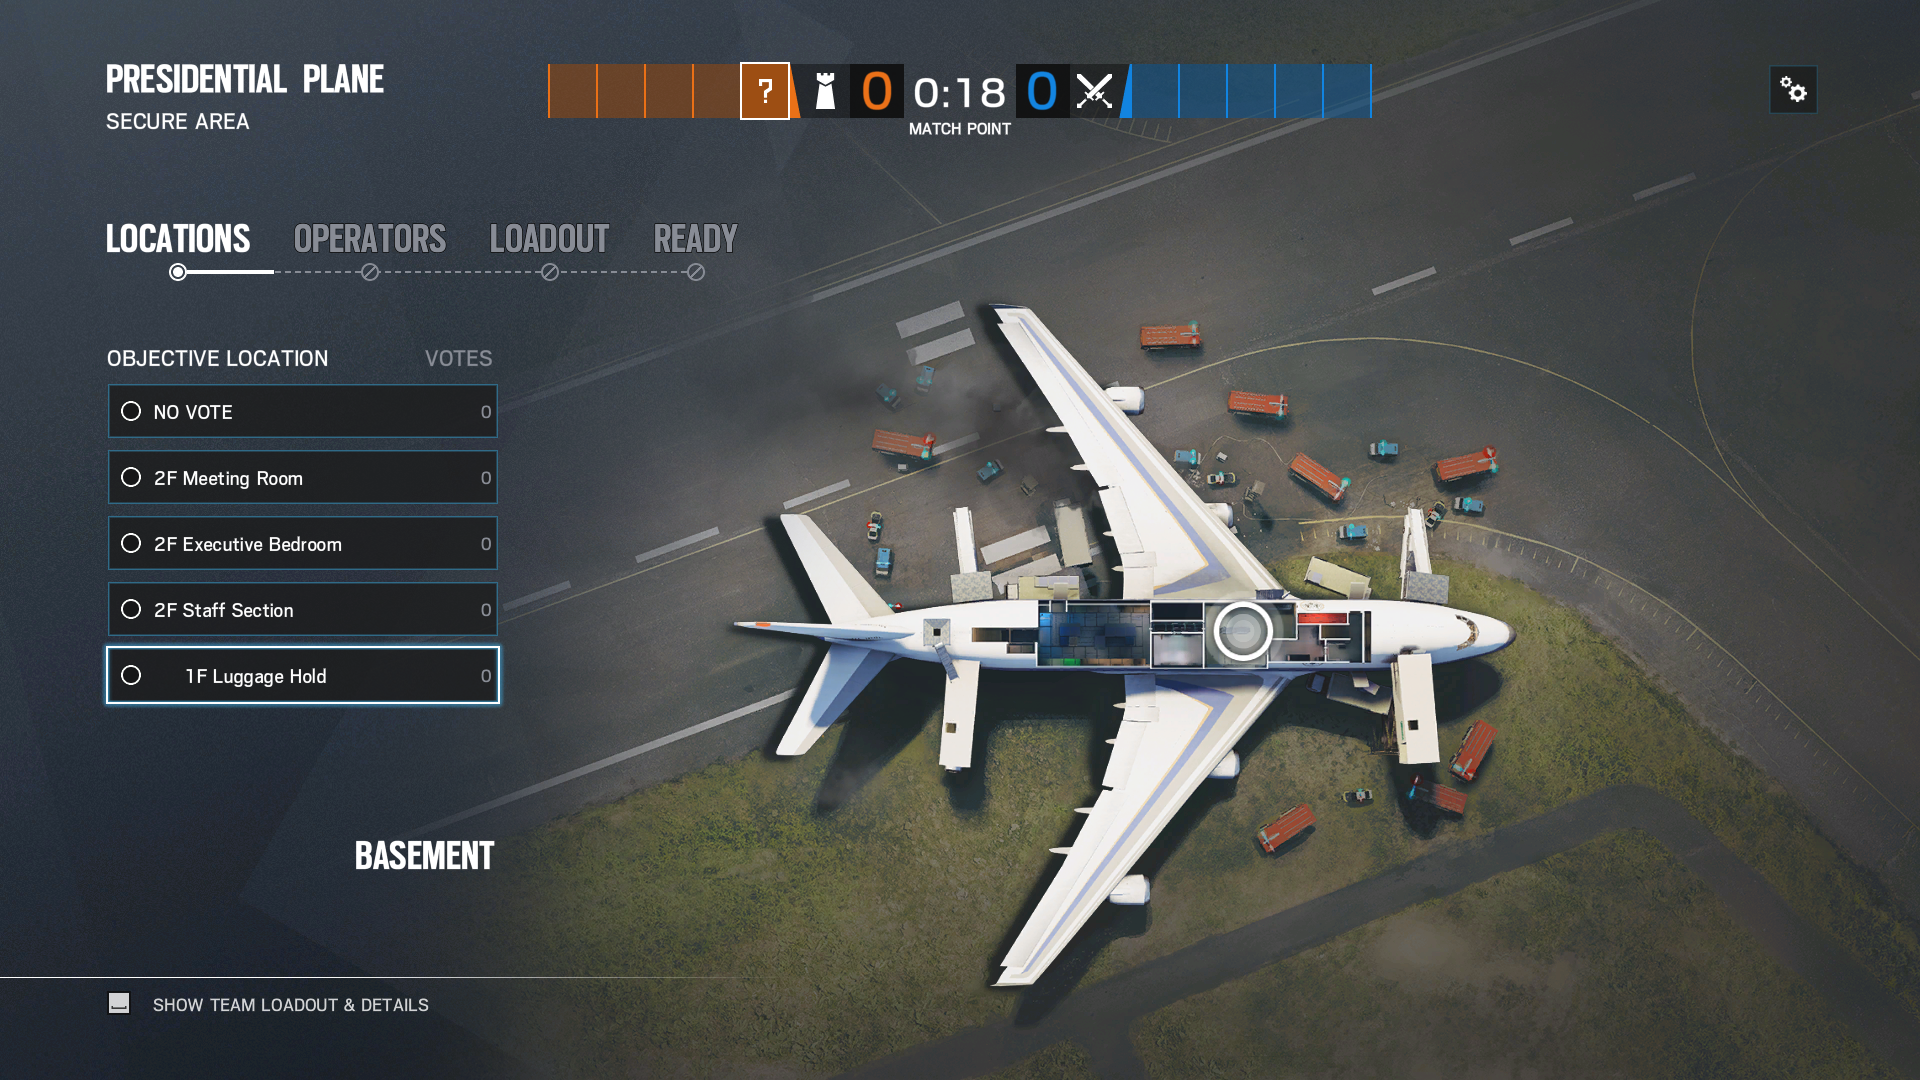 PRESIDENTIAL PLANE
SECURE AREA
?
0
0:18
0
MATCH POINT
LOCATIONS
OPERATORS
LOADOUT
READY
OBJECTIVE LOCATION
VOTES
NO VOTE
0
2F Meeting Room
0
2F Executive Bedroom
0
2F Staff Section
0
1F Luggage Hold
0
BASEMENT
SHOW TEAM LOADOUT & DETAILS